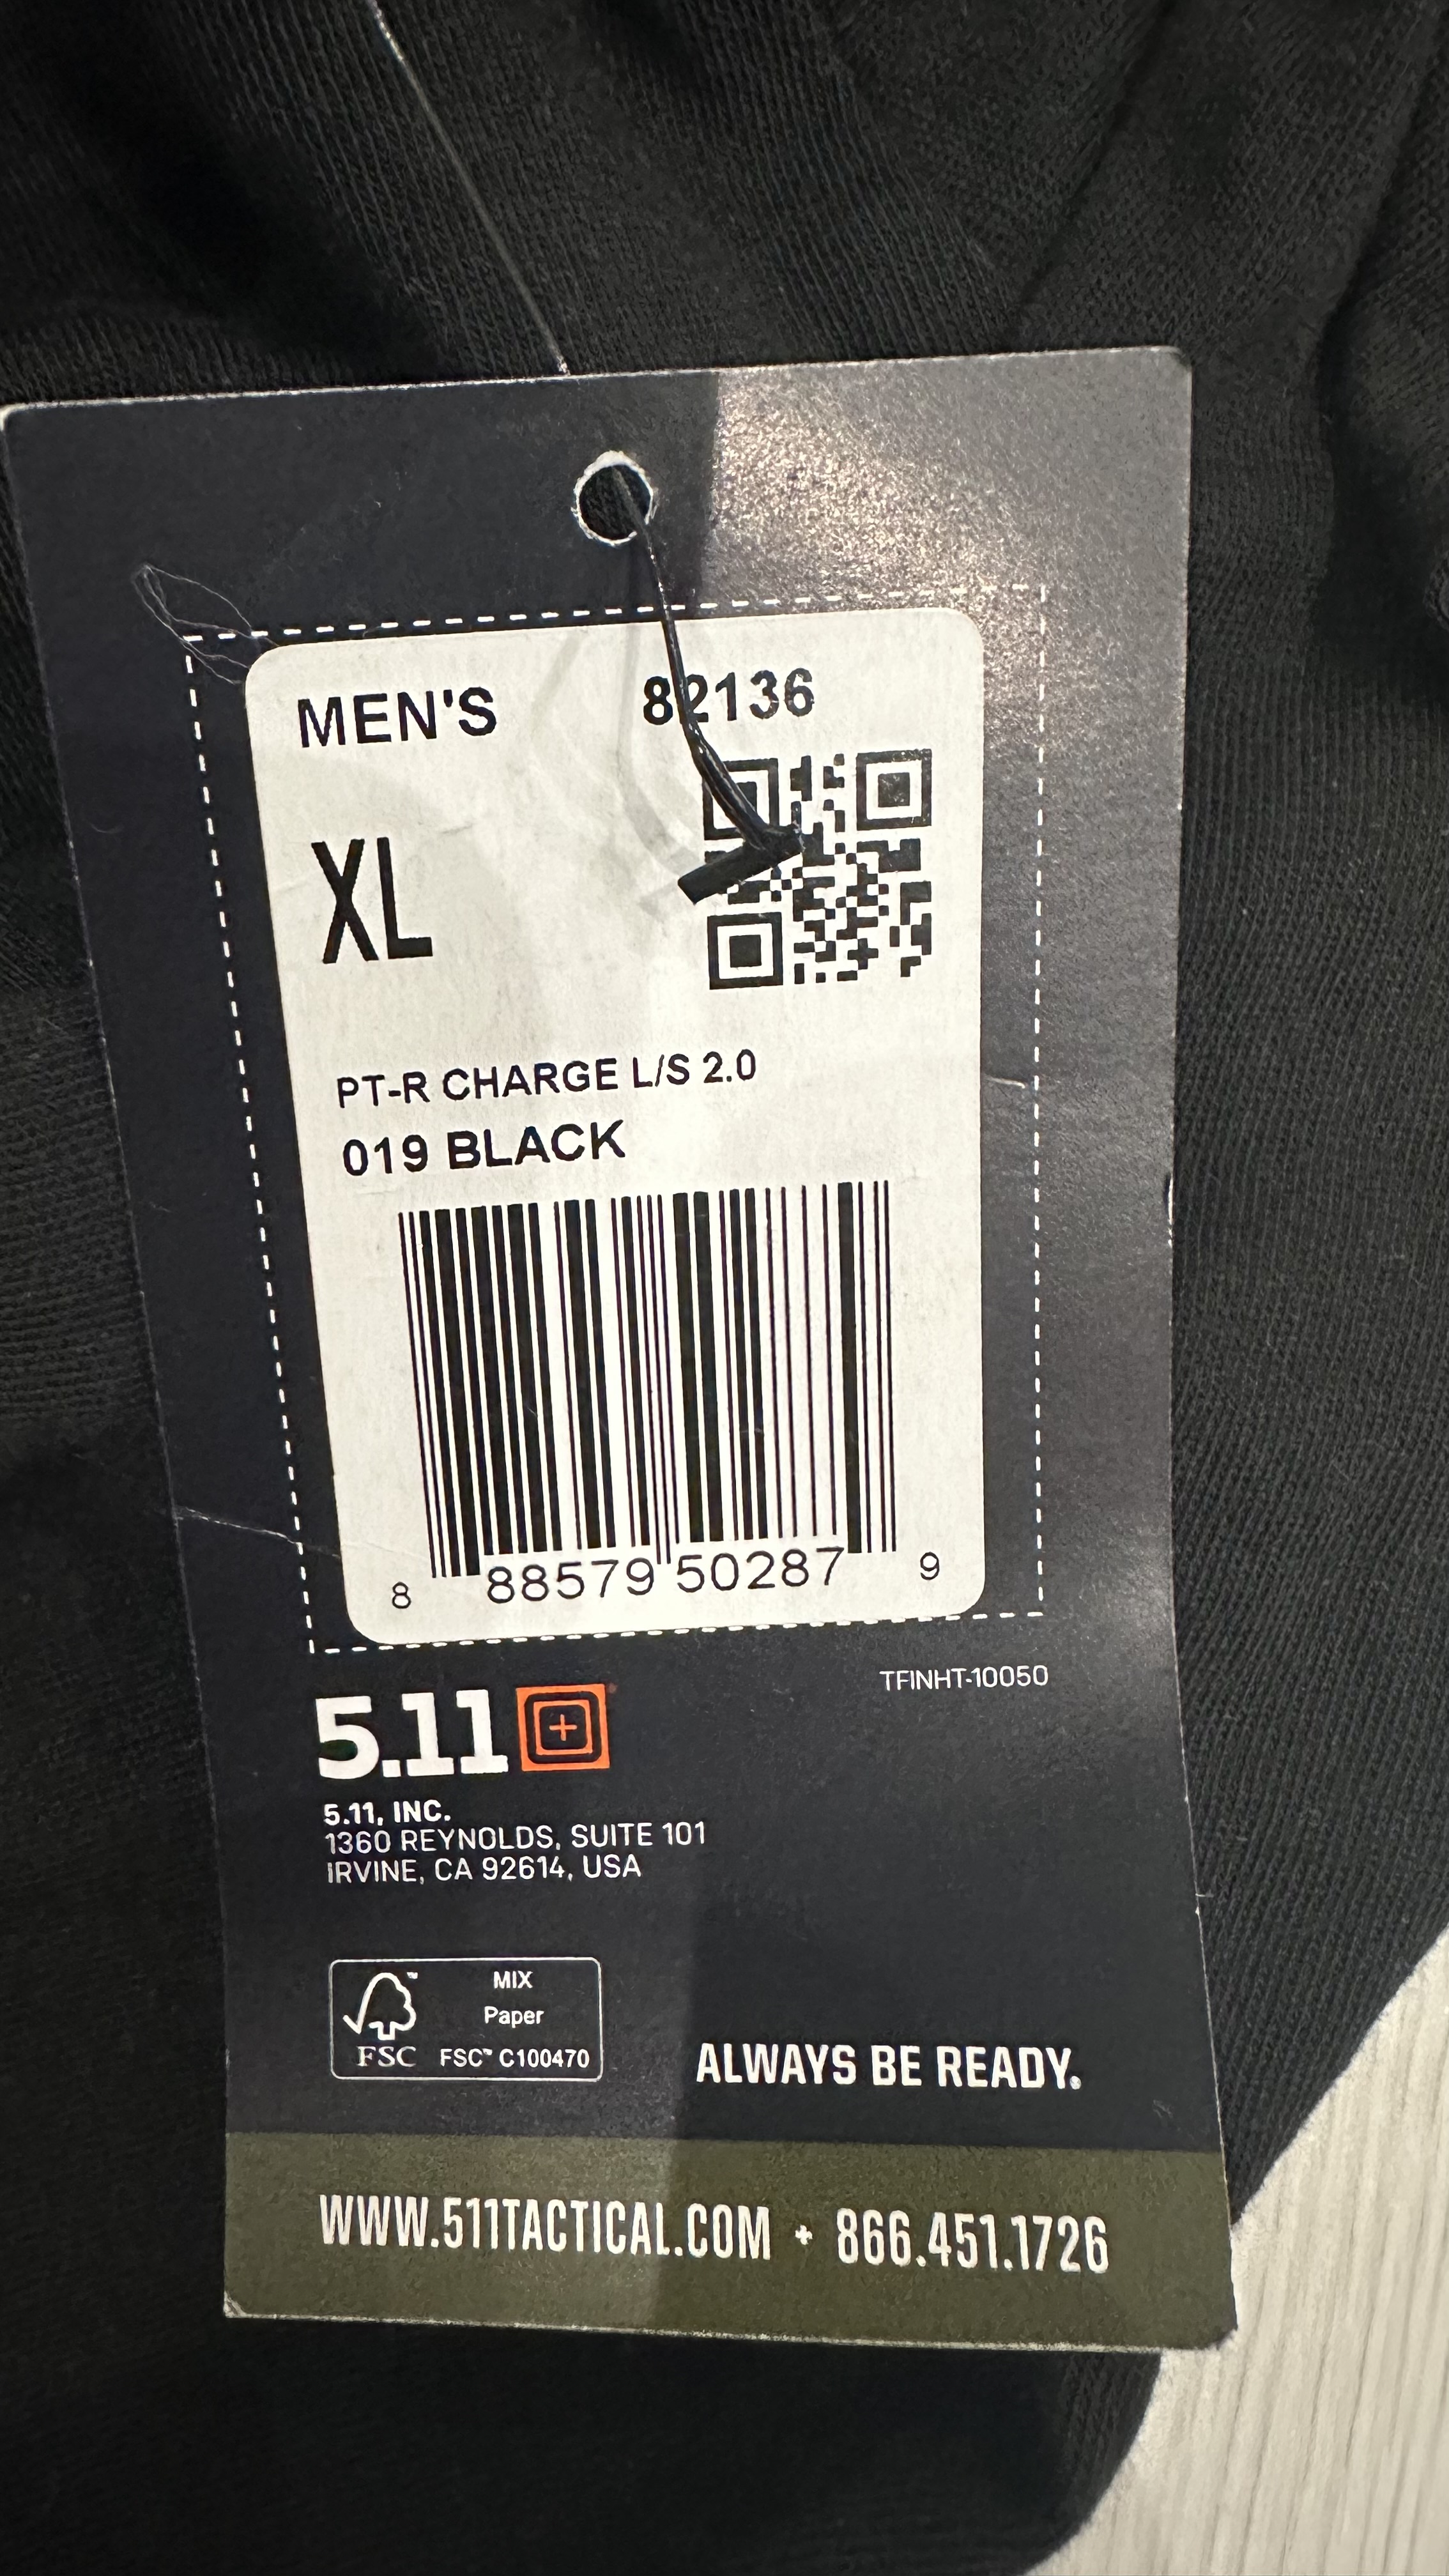 MEN'S 82136
XL
PT-R CHARGE L/S 2.0
019 BLACK
8 88579 50287 9
TFINHT-10050
5.11
5.11, INC.
1360 REYNOLDS, SUITE 101
IRVINE, CA 92614, USA
MIX
Paper
FSC FSC™ C100470
ALWAYS BE READY.
WWW.511TACTICAL.COM + 866.451.1726